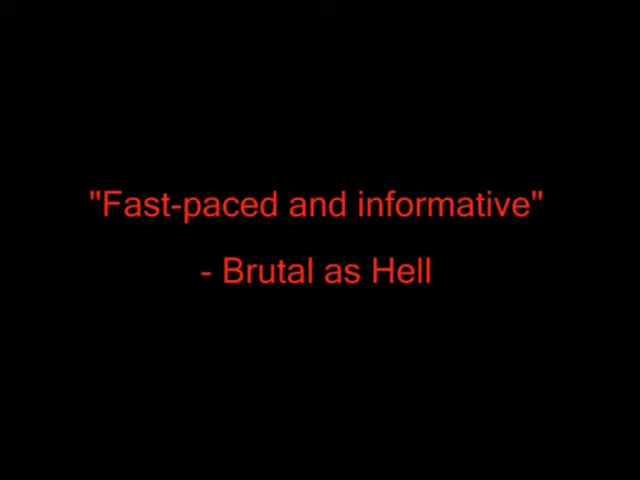 "Fast-paced and informative"
- Brutal as Hell